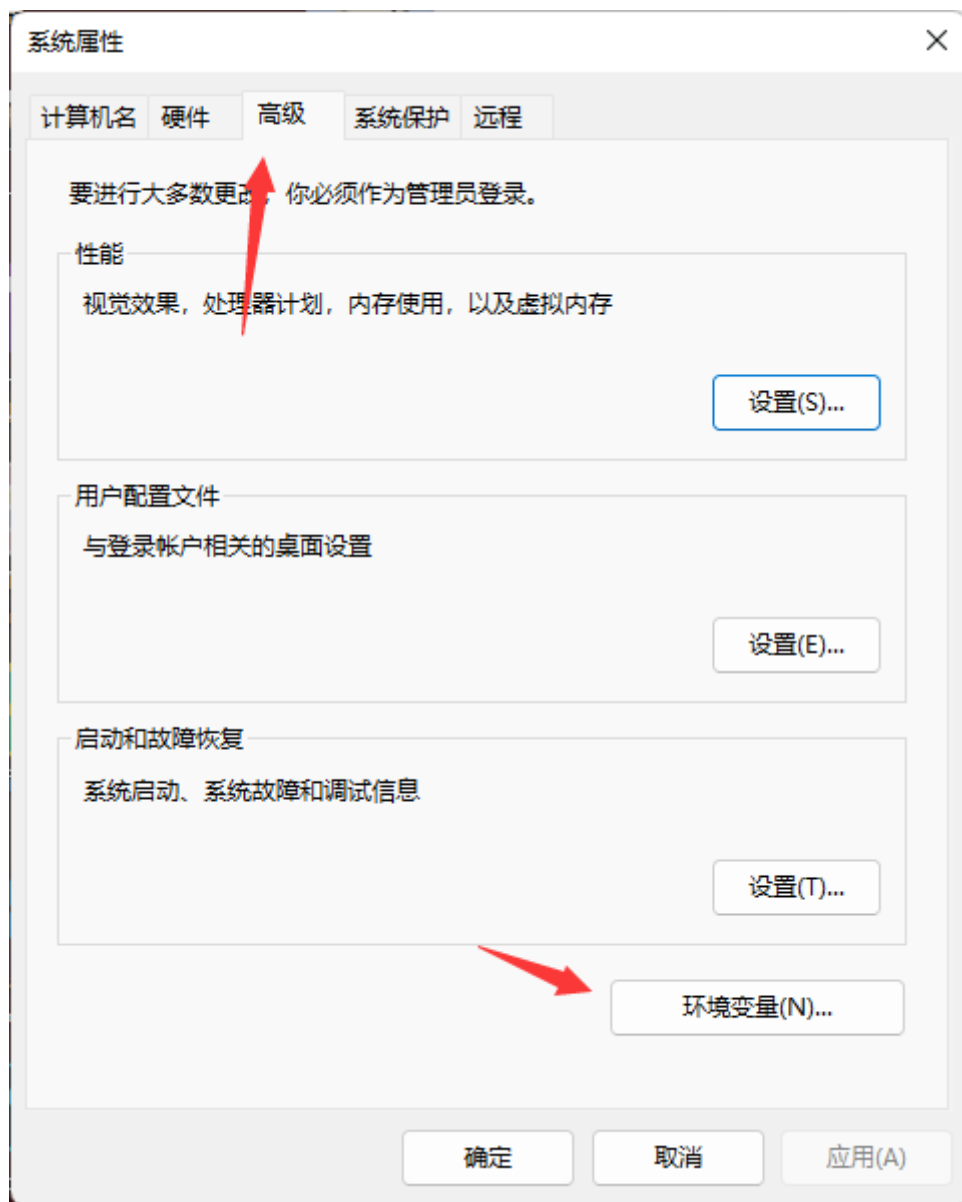 系统属性
计算机名 硬件 高级 系统保护 远程
要进行大多数更改，你必须作为管理员登录。
性能
视觉效果，处理器计划，内存使用，以及虚拟内存
设置(S)...
用户配置文件
与登录帐户相关的桌面设置
设置(E)...
启动和故障恢复
系统启动、系统故障和调试信息
设置(T)...
环境变量(N)...
确定 取消 应用(A)